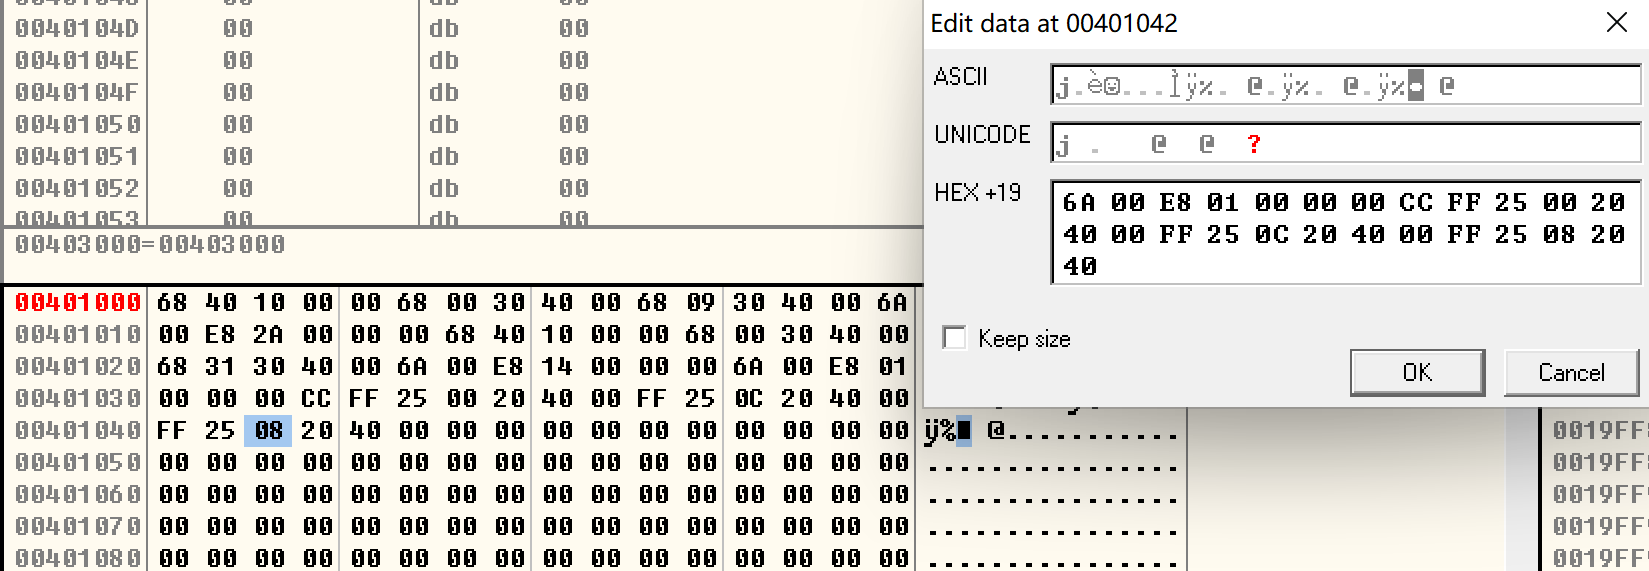 0040104D 00 db 00
0040104E 00 db 00
0040104F 00 db 00
00401050 00 db 00
00401051 00 db 00
00401052 00 db 00
00401053 00 db 00
00403000=00403000
00401000 68 40 10 00 00 68 00 30 40 00 68 09 30 40 00 6A
00401010 00 E8 2A 00 00 00 68 40 10 00 00 68 00 30 40 00
00401020 68 31 30 40 00 6A 00 E8 14 00 00 00 6A 00 E8 01
00401030 00 00 00 CC FF 25 00 20 40 00 FF 25 0C 20 40 00
00401040 FF 25 08 20 40 00 00 00 00 00 00 00 00 00 00 00 ÿ%◘ @...........
00401050 00 00 00 00 00 00 00 00 00 00 00 00 00 00 00 00 ................
00401060 00 00 00 00 00 00 00 00 00 00 00 00 00 00 00 00 ................
00401070 00 00 00 00 00 00 00 00 00 00 00 00 00 00 00 00 ................
00401080 00 00 00 00 00 00 00 00 00 00 00 00 00 00 00 00 ................
Edit data at 00401042
ASCII j.è☺...Ìÿ%. @.ÿ%. @.ÿ%◘ @
UNICODE j . @ @ ?
HEX +19 6A 00 E8 01 00 00 00 CC FF 25 00 20
40 00 FF 25 0C 20 40 00 FF 25 08 20
40
Keep size
OK Cancel
0019FF
0019FF
0019FF
0019FF
0019FF